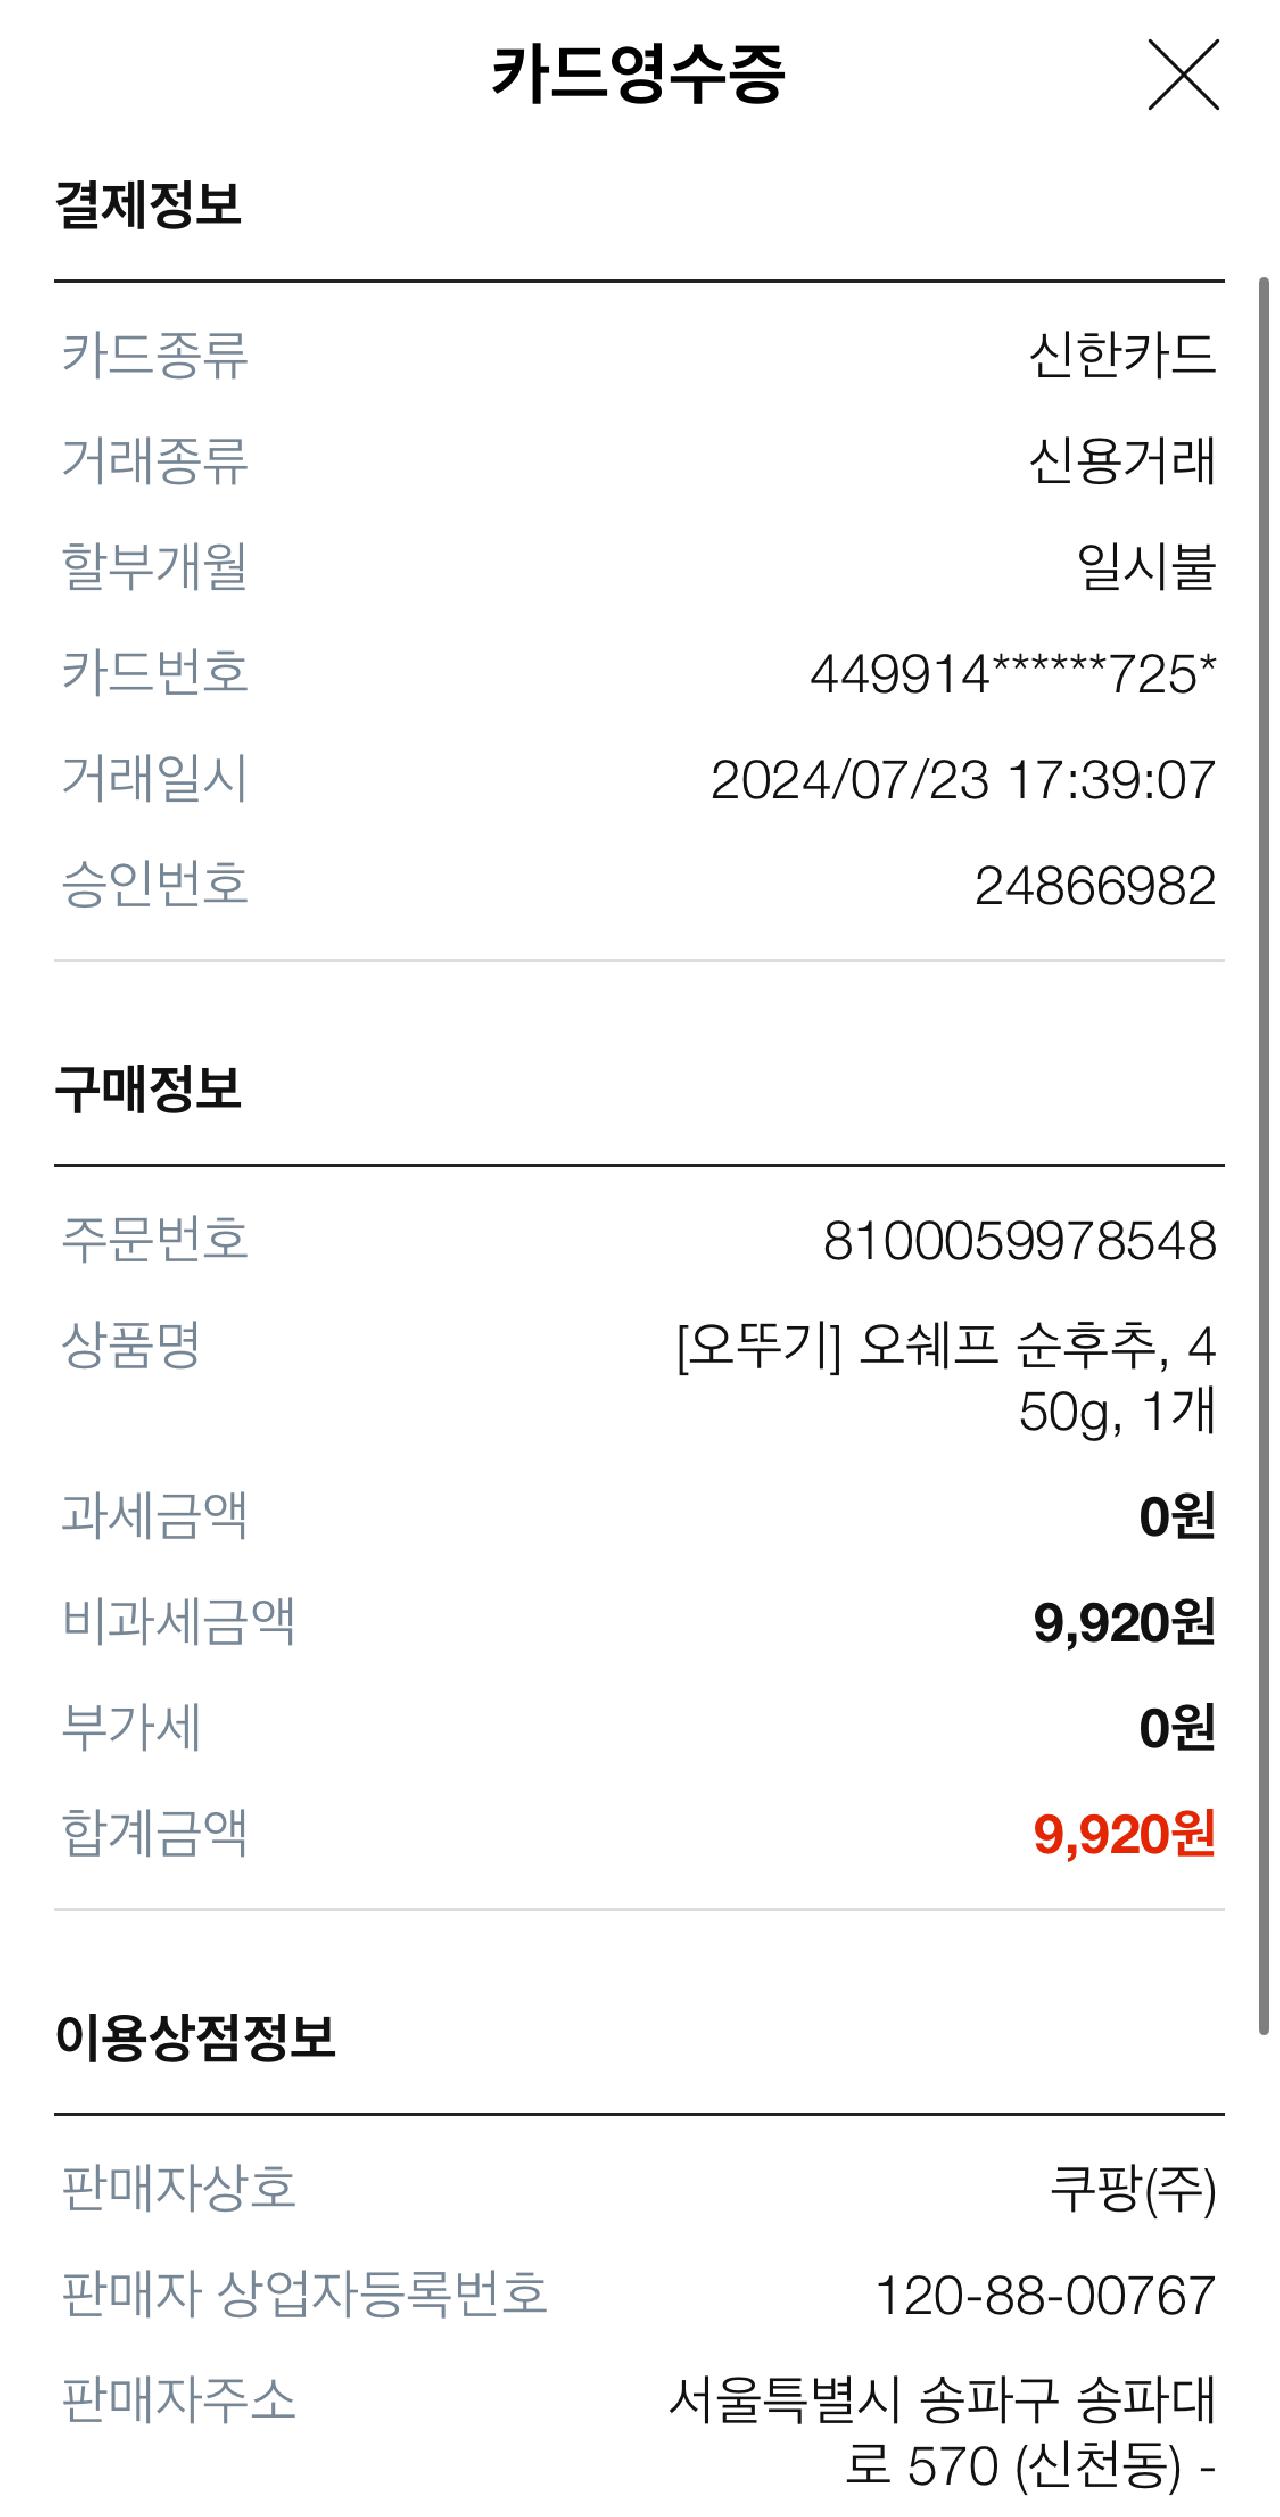 카드영수증
결제정보
카드종류 신한카드
거래종류 신용거래
할부개월 일시불
카드번호 449914******725*
거래일시 2024/07/23 17:39:07
승인번호 24866982
구매정보
주문번호 8100059978548
상품명 [오뚜기] 오쉐프 순후추, 4
50g, 1개
과세금액 0원
비과세금액 9,920원
부가세 0원
합계금액 9,920원
이용상점정보
판매자상호 쿠팡(주)
판매자 상업자등록번호 120-88-00767
판매자주소 서울특별시 송파구 송파대
로 570 (신천동) -